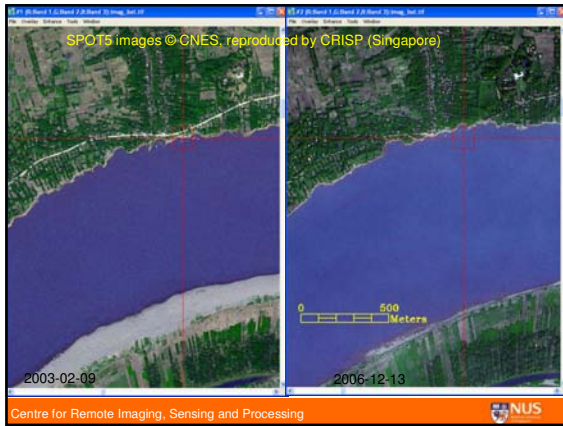 File Overlay Enhance Tools Window
File Overlay Enhance Tools Window
SPOT5 images © CNES, reproduced by CRISP (Singapore)
0 500
Meters
2003-02-09
2006-12-13
Centre for Remote Imaging, Sensing and Processing
NUS